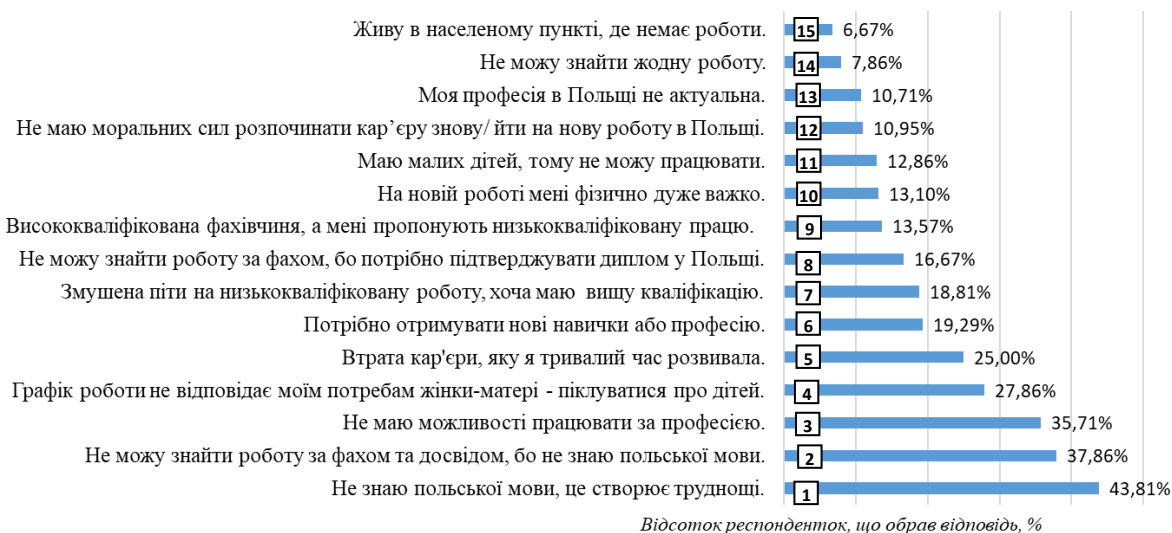 Живу в населеному пункті, де немає роботи. 15 6,67%
Не можу знайти жодну роботу. 14 7,86%
Моя професія в Польщі не актуальна. 13 10,71%
Не маю моральних сил розпочинати кар’єру знову/ йти на нову роботу в Польщі. 12 10,95%
Маю малих дітей, тому не можу працювати. 11 12,86%
На новій роботі мені фізично дуже важко. 10 13,10%
Висококваліфікована фахівчиня, а мені пропонують низькокваліфіковану працю. 9 13,57%
Не можу знайти роботу за фахом, бо потрібно підтверджувати диплом у Польщі. 8 16,67%
Змушена піти на низькокваліфіковану роботу, хоча маю вищу кваліфікацію. 7 18,81%
Потрібно отримувати нові навички або професію. 6 19,29%
Втрата кар'єри, яку я тривалий час розвивала. 5 25,00%
Графік роботи не відповідає моїм потребам жінки-матері - піклуватися про дітей. 4 27,86%
Не маю можливості працювати за професією. 3 35,71%
Не можу знайти роботу за фахом та досвідом, бо не знаю польської мови. 2 37,86%
Не знаю польської мови, це створює труднощі. 1 43,81%
Відсоток респонденток, що обрав відповідь, %